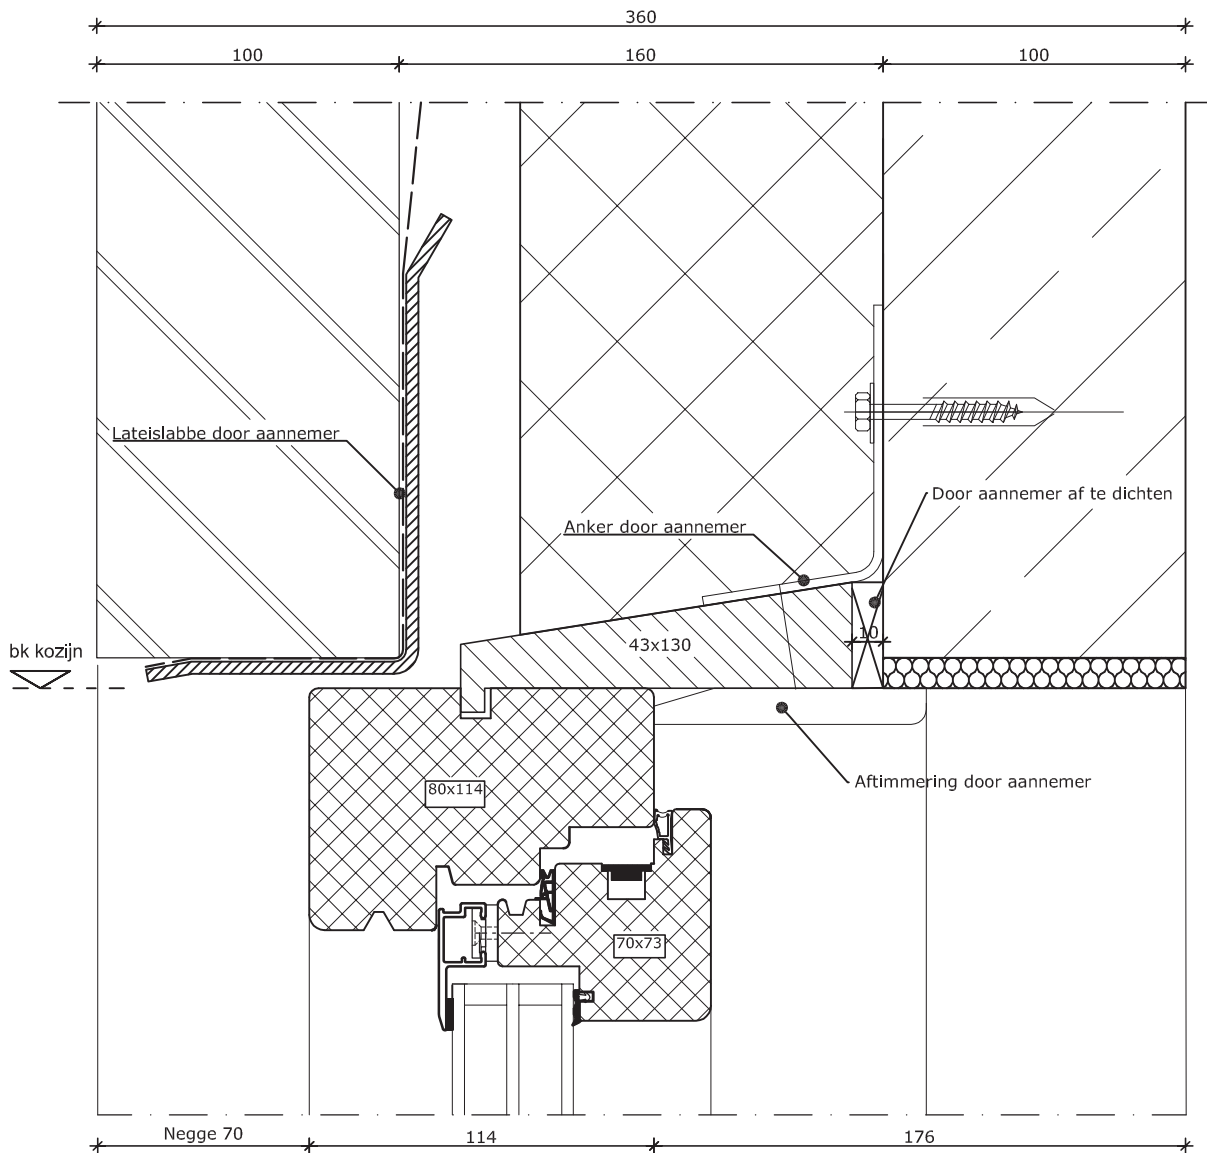 360
100 160 100
Lateislabbe door aannemer
Door aannemer af te dichten
Anker door aannemer
10
43x130
bk kozijn
80x114
Aftimmering door aannemer
70x73
Negge 70 114 176